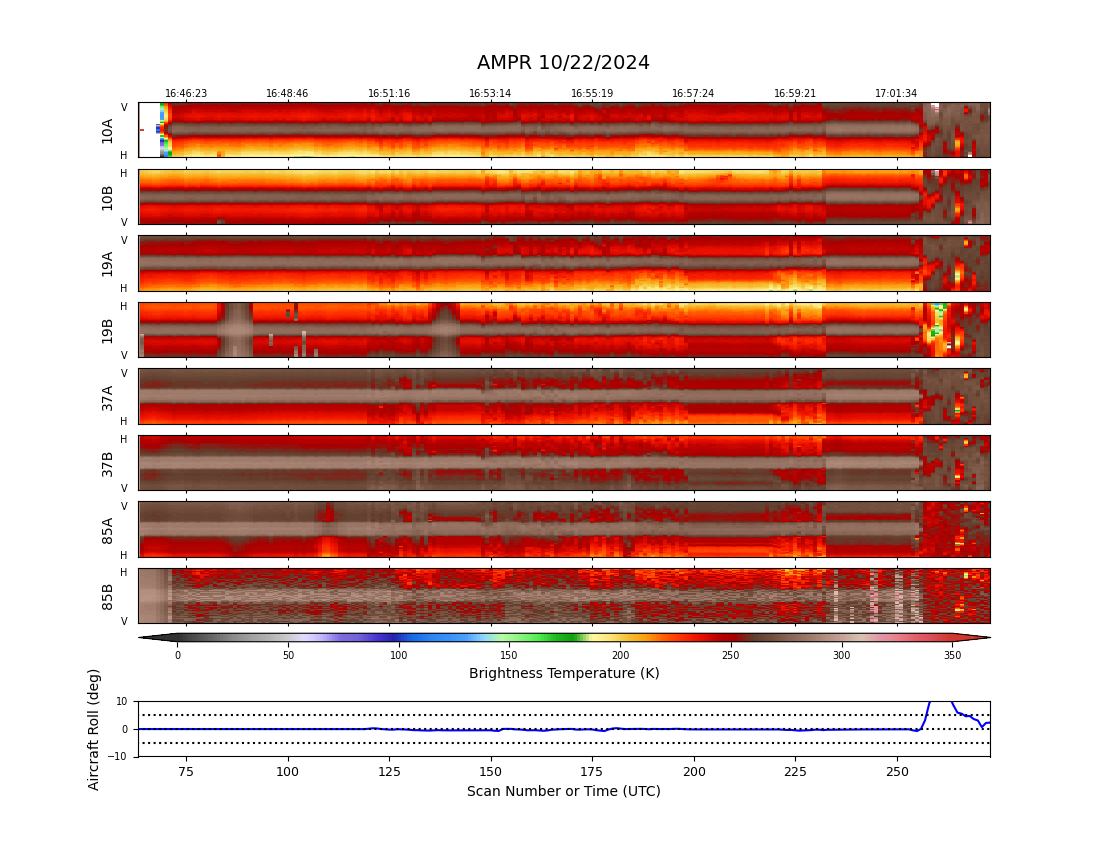 AMPR 10/22/2024
16:46:23 16:48:46 16:51:16 16:53:14 16:55:19 16:57:24 16:59:21 17:01:34
V
10A
H
H
10B
V
V
19A
H
H
19B
V
V
37A
H
H
37B
V
V
85A
H
H
85B
V
0 50 100 150 200 250 300 350
Brightness Temperature (K)
Aircraft Roll (deg)
10
0
−10
75 100 125 150 175 200 225 250
Scan Number or Time (UTC)